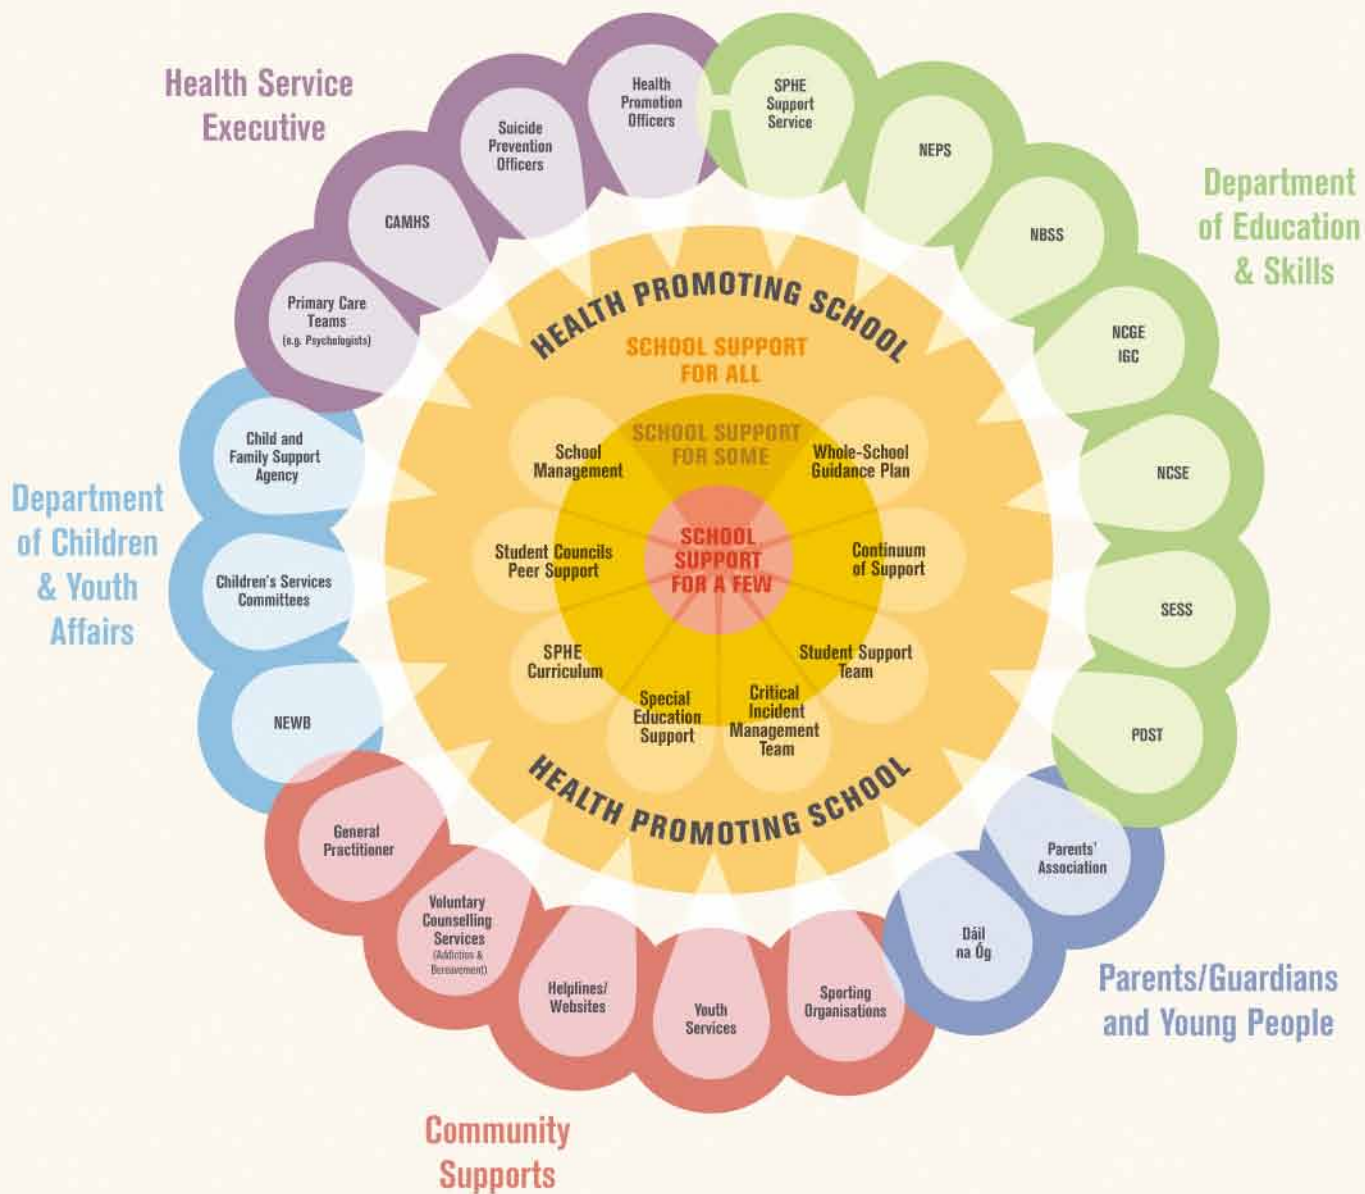 Health Service
Executive
Health
Promotion
Officers
Suicide
Prevention
Officers
CAMHS
Primary Care
Teams
(e.g. Psychologists)
Department
of Education
& Skills
SPHE
Support
Service
NEPS
NBSS
NCGE
IGC
NCSE
SESS
PDST
Parents/Guardians
and Young People
Parents'
Association
Dáil
na Óg
Community
Supports
Sporting
Organisations
Youth
Services
Helplines/
Websites
Voluntary
Counselling
Services
(Addiction &
Bereavement)
General
Practitioner
Department
of Children
& Youth
Affairs
NEWB
Children's Services
Committees
Child and
Family Support
Agency
HEALTH PROMOTING SCHOOL
SCHOOL SUPPORT
FOR ALL
SCHOOL SUPPORT
FOR SOME
SCHOOL
SUPPORT
FOR A FEW
School
Management
Whole-School
Guidance Plan
Student Councils
Peer Support
Continuum
of Support
SPHE
Curriculum
Student Support
Team
Special
Education
Support
Critical
Incident
Management
Team
HEALTH PROMOTING SCHOOL